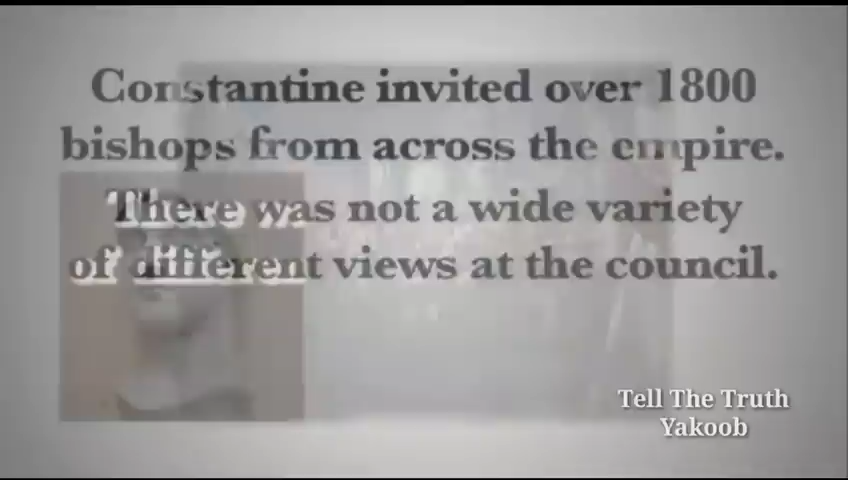 Constantine invited over 1800
bishops from across the empire.
There was not a wide variety
of different views at the council.
Tell The Truth
Yakoob